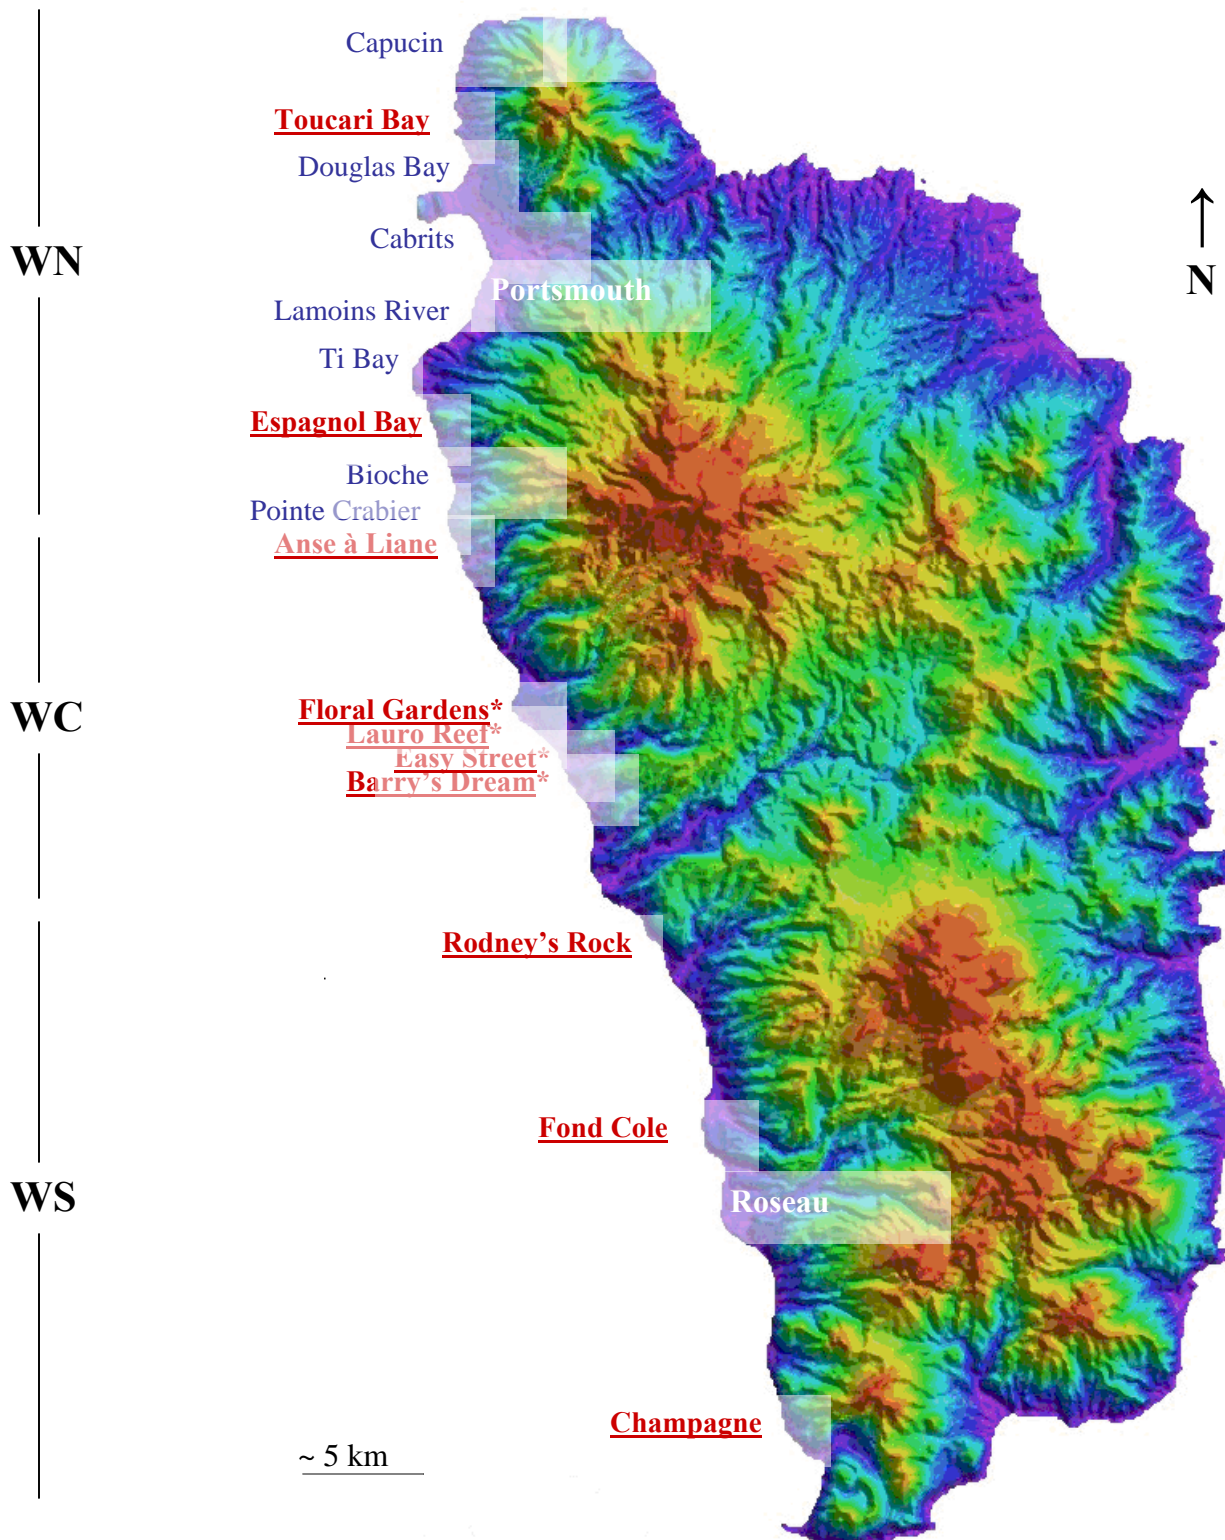 Capucin
Toucari Bay
Douglas Bay
Cabrits
WN
N
Portsmouth
Lamoins River
Ti Bay
Espagnol Bay
Bioche
Pointe Crabier
Anse à Liane
WC
Floral Gardens*
Lauro Reef*
Easy Street*
Barry’s Dream*
Rodney’s Rock
Fond Cole
WS
Roseau
Champagne
~ 5 km